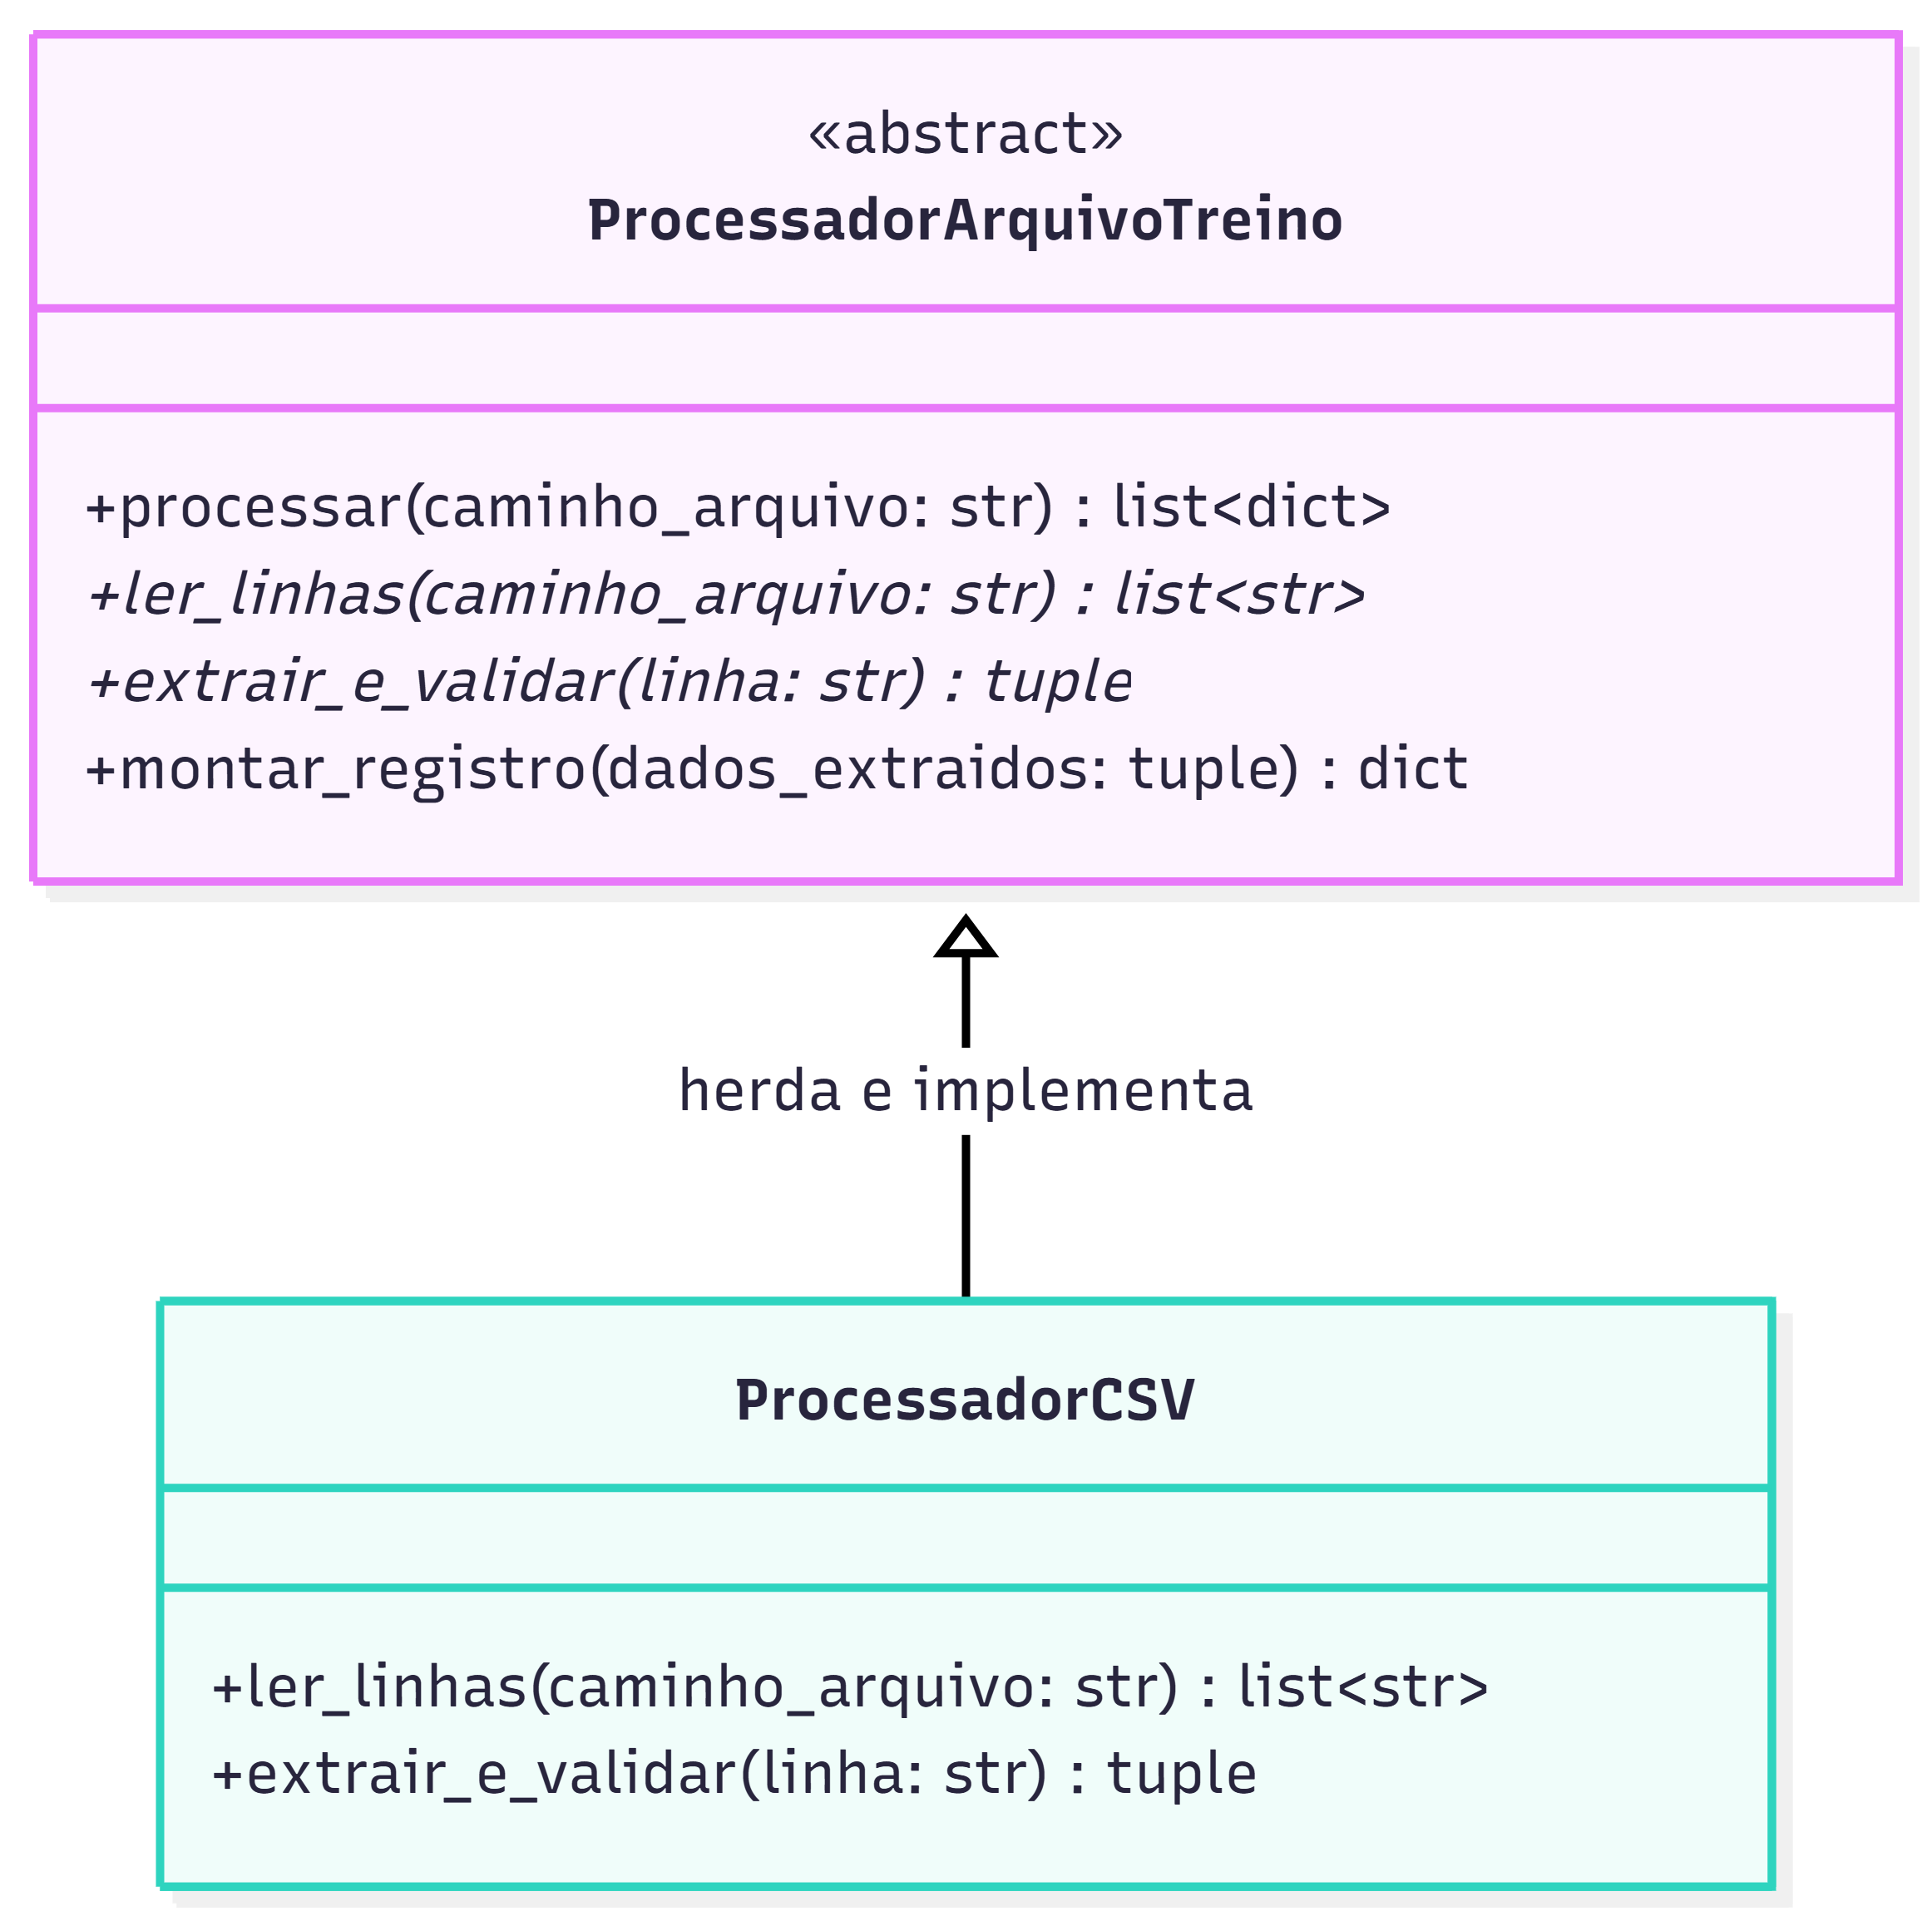 «abstract»
ProcessadorArquivoTreino
+processar(caminho_arquivo: str) : list<dict>
+ler_linhas(caminho_arquivo: str) : list<str>
+extrair_e_validar(linha: str) : tuple
+montar_registro(dados_extraidos: tuple) : dict
herda e implementa
ProcessadorCSV
+ler_linhas(caminho_arquivo: str) : list<str>
+extrair_e_validar(linha: str) : tuple